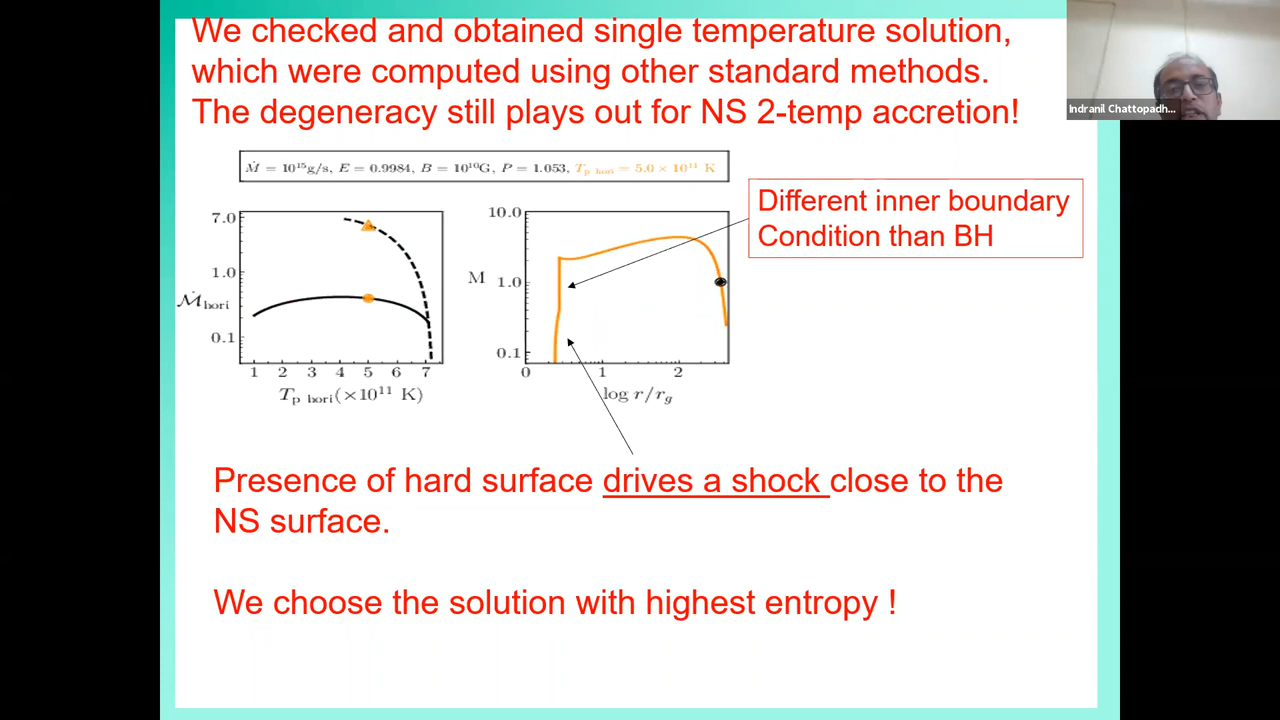 We checked and obtained single temperature solution,
which were computed using other standard methods.
The degeneracy still plays out for NS 2-temp accretion!
Indranil Chattopadh...
Ṁ = 10¹⁵g/s, E = 0.9984, B = 10¹⁰G, P = 1.053, T_p hori = 5.0 × 10¹¹ K
Different inner boundary
Condition than BH
7.0
1.0
0.1
Ṁ_hori
1 2 3 4 5 6 7
T_p hori(×10¹¹ K)
10.0
M 1.0
0.1
0 1 2
log r/r_g
Presence of hard surface drives a shock close to the
NS surface.
We choose the solution with highest entropy !